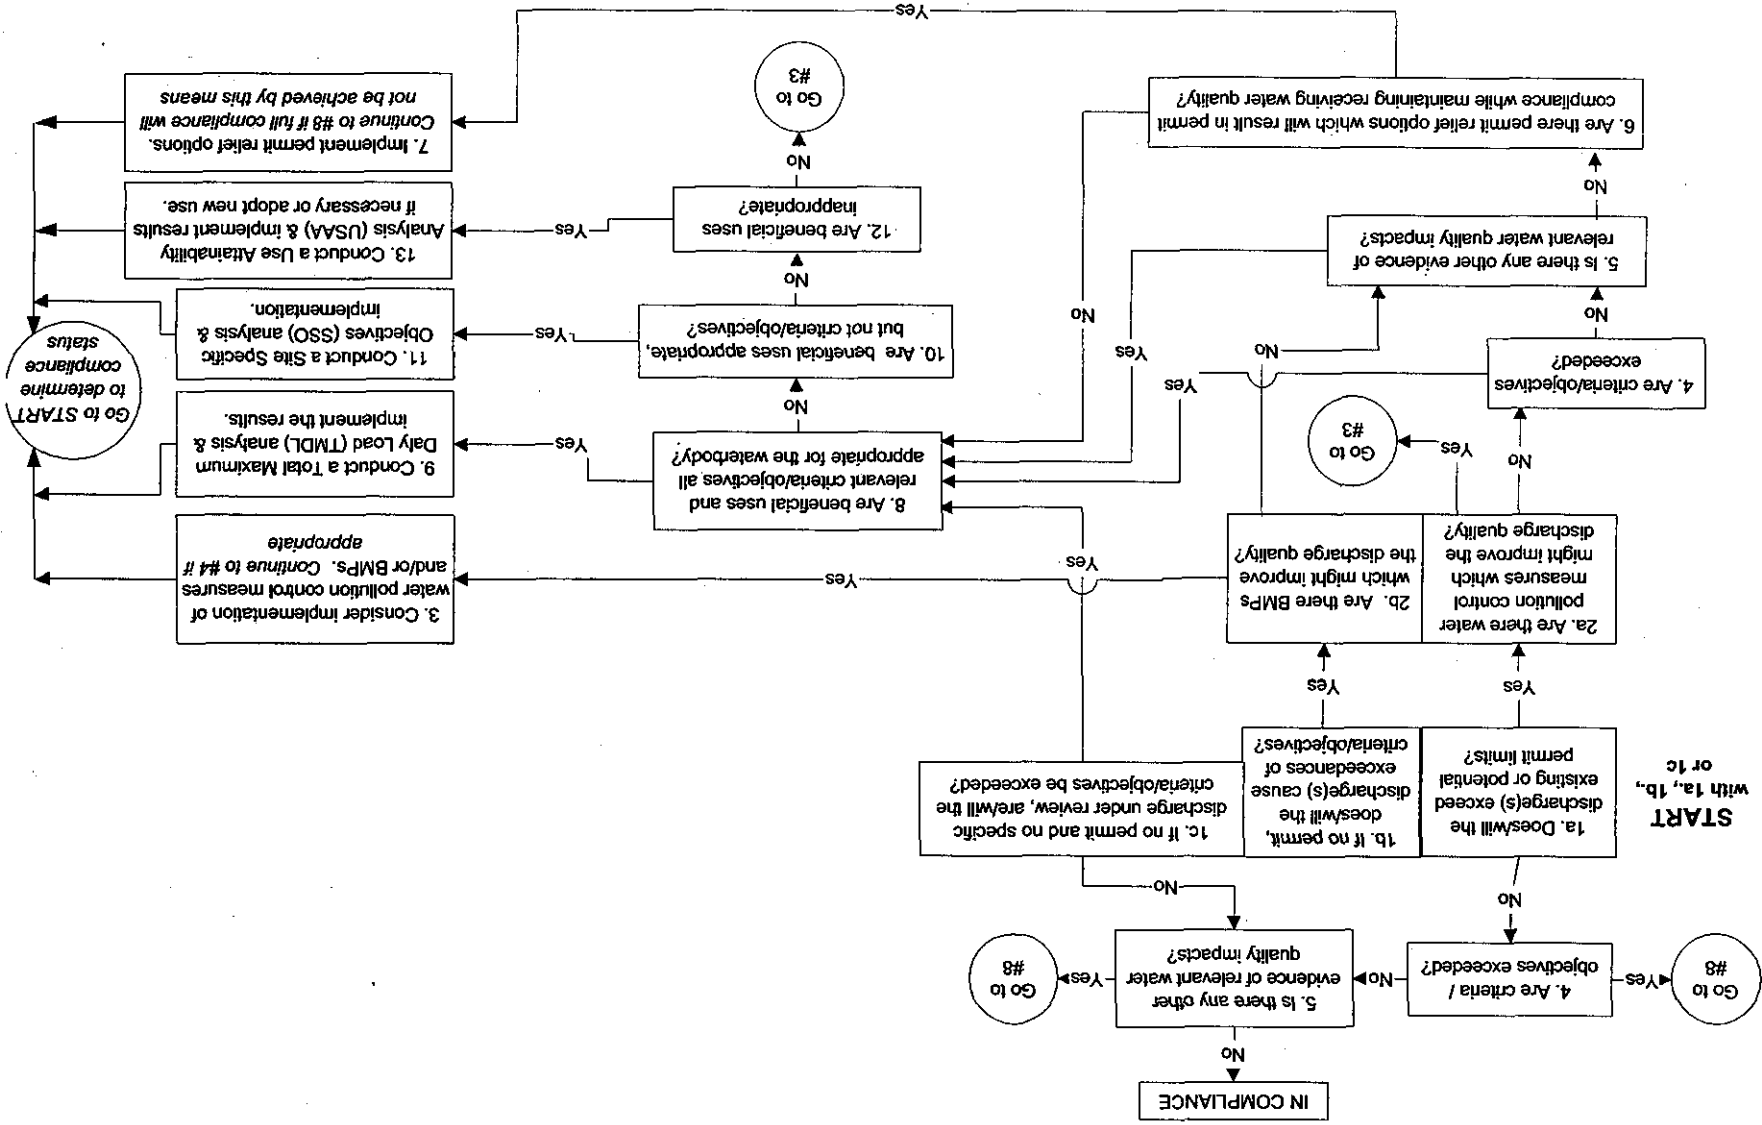 IN COMPLIANCE
No
Go to
#8
Yes
4. Are criteria /
objectives exceeded?
No
5. Is there any other
evidence of relevant water
quality impacts?
Yes
Go to
#8
No
No
START
with 1a., 1b.,
or 1c
1a. Does/will the
discharge(s) exceed
existing or potential
permit limits?
1b. If no permit,
does/will the
discharge(s) cause
exceedances of
criteria/objectives?
1c. If no permit and no specific
discharge under review, are/will the
criteria/objectives be exceeded?
Yes
Yes
Yes
2a. Are there water
pollution control
measures which
might improve the
discharge quality?
2b. Are there BMPs
which might improve
the discharge quality?
Yes
3. Consider implementation of
water pollution control measures
and/or BMPs. Continue to #4 if
appropriate
No
Yes
Go to
#3
No
4. Are criteria/objectives
exceeded?
Yes
No
5. Is there any other evidence of
relevant water quality impacts?
Yes
No
6. Are there permit relief options which will result in permit
compliance while maintaining receiving water quality?
No
Yes
8. Are beneficial uses and
relevant criteria/objectives all
appropriate for the waterbody?
Yes
9. Conduct a Total Maximum
Daly Load (TMDL) analysis &
implement the results.
No
10. Are beneficial uses appropriate,
but not criteria/objectives?
Yes
11. Conduct a Site Specific
Objectives (SSO) analysis &
implementation.
No
12. Are beneficial uses
inappropriate?
Yes
13. Conduct a Use Attainability
Analysis (USAA) & implement results
if necessary or adopt new use.
No
Go to
#3
7. Implement permit relief options.
Continue to #8 if full compliance will
not be achieved by this means
Go to START
to determine
compliance
status